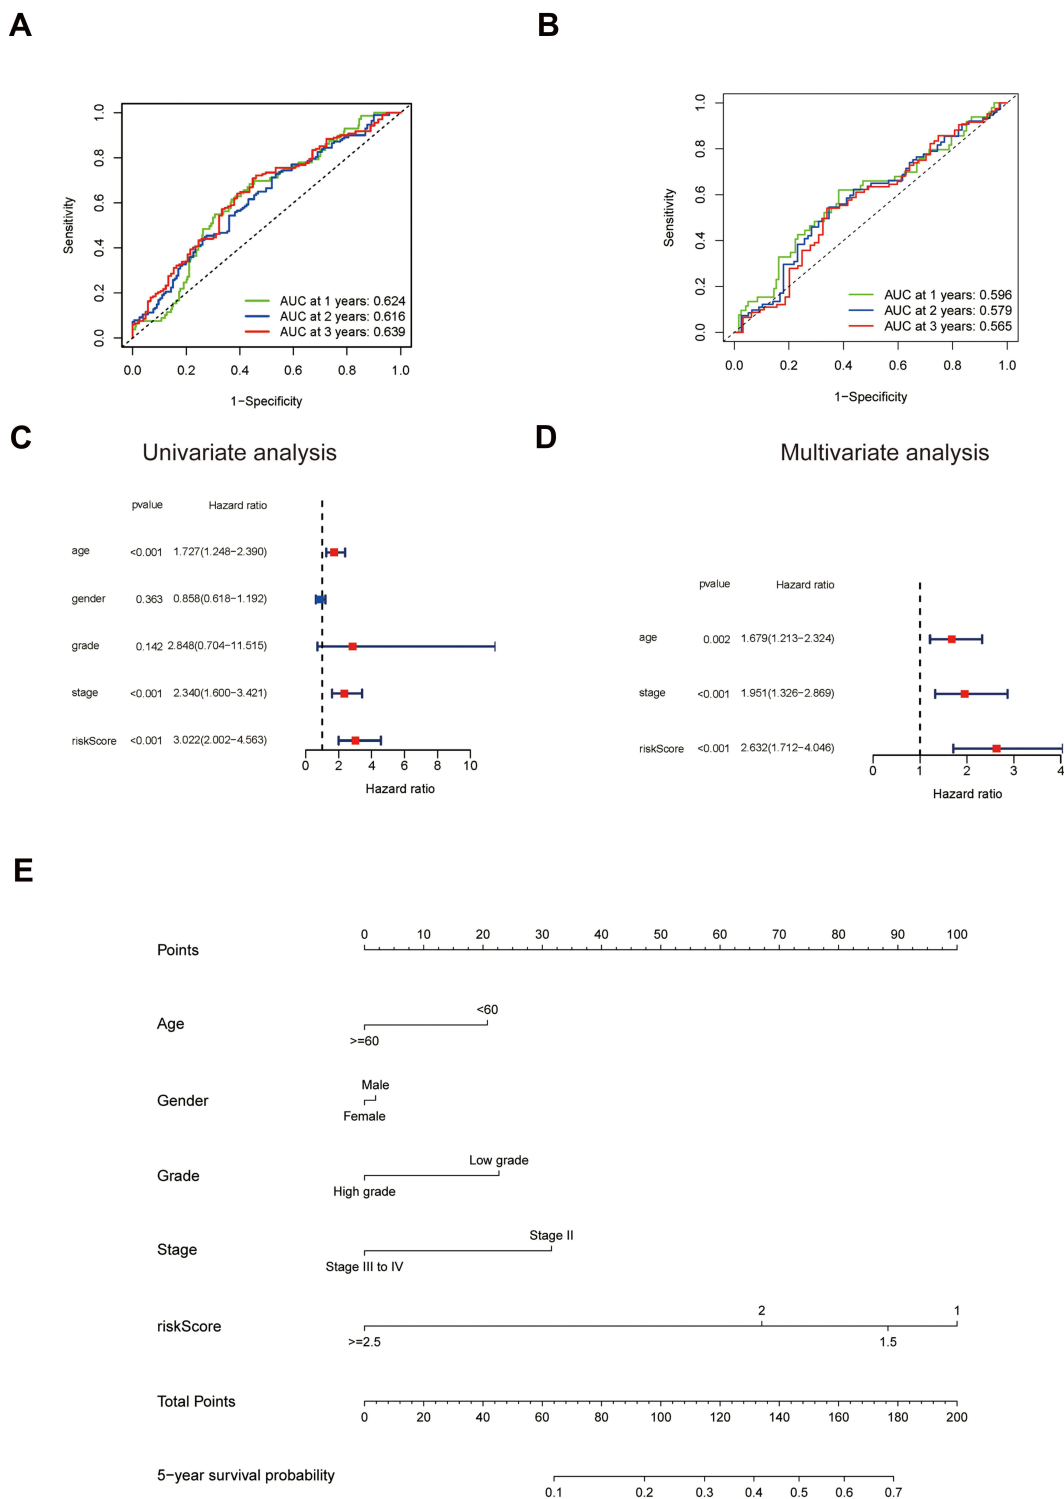 A
B
1.0
0.8
0.6
0.4
0.2
0.0
Sensitivity
AUC at 1 years: 0.624
AUC at 2 years: 0.616
AUC at 3 years: 0.639
0.0 0.2 0.4 0.6 0.8 1.0
1−Specificity
1.0
0.8
0.6
0.4
0.2
0.0
Sensitivity
AUC at 1 years: 0.596
AUC at 2 years: 0.579
AUC at 3 years: 0.565
0.0 0.2 0.4 0.6 0.8 1.0
1−Specificity
C
Univariate analysis
pvalue Hazard ratio
age <0.001 1.727(1.248−2.390)
gender 0.363 0.858(0.618−1.192)
grade 0.142 2.848(0.704−11.515)
stage <0.001 2.340(1.600−3.421)
riskScore <0.001 3.022(2.002−4.563)
0 2 4 6 8 10
Hazard ratio
D
Multivariate analysis
pvalue Hazard ratio
age 0.002 1.679(1.213−2.324)
stage <0.001 1.951(1.326−2.869)
riskScore <0.001 2.632(1.712−4.046)
0 1 2 3 4
Hazard ratio
E
Points 0 10 20 30 40 50 60 70 80 90 100
<60
Age
>=60
Male
Gender
Female
Low grade
Grade
High grade
Stage II
Stage
Stage III to IV
2 1
riskScore
>=2.5 1.5
Total Points
0 20 40 60 80 100 120 140 160 180 200
5−year survival probability
0.1 0.2 0.3 0.4 0.5 0.6 0.7